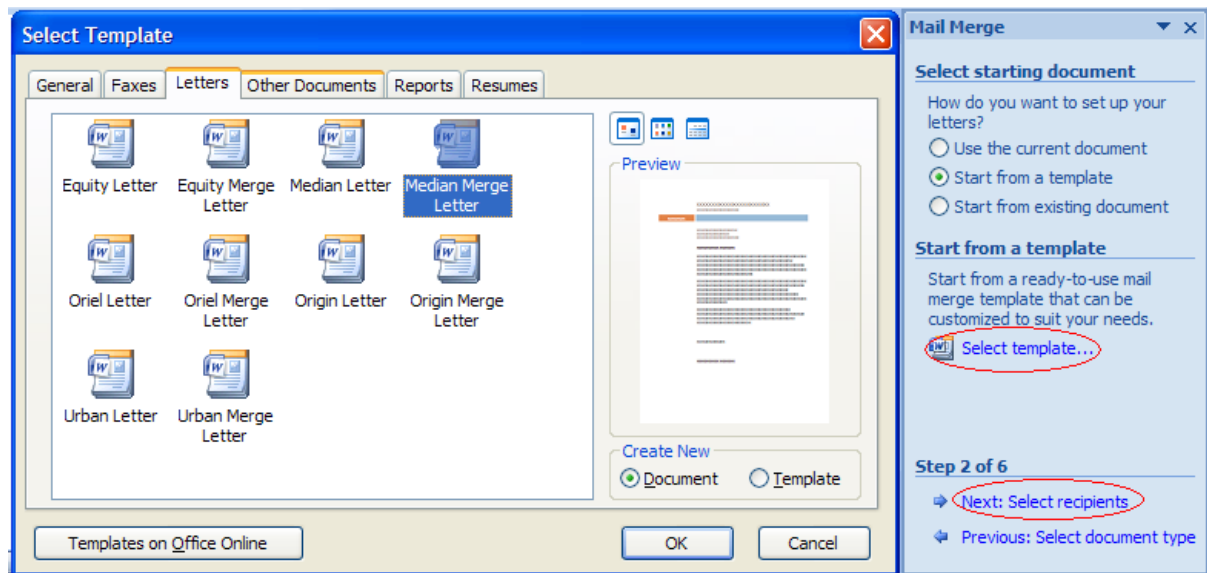 Select Template
General Faxes Letters Other Documents Reports Resumes
Equity Letter
Equity Merge
Letter
Median Letter
Median Merge
Letter
Oriel Letter
Oriel Merge
Letter
Origin Letter
Origin Merge
Letter
Urban Letter
Urban Merge
Letter
Preview
Create New
Document Template
Templates on Office Online
OK Cancel
Mail Merge
Select starting document
How do you want to set up your
letters?
Use the current document
Start from a template
Start from existing document
Start from a template
Start from a ready-to-use mail
merge template that can be
customized to suit your needs.
Select template...
Step 2 of 6
Next: Select recipients
Previous: Select document type